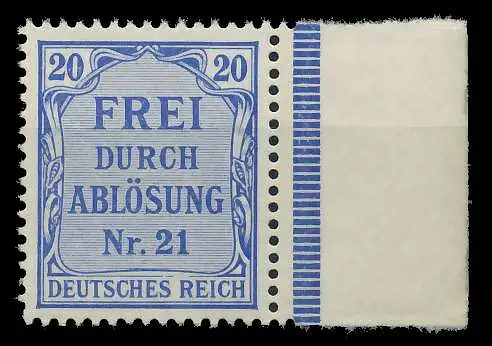 20 20
FREI
DURCH
ABLÖSUNG
Nr. 21
DEUTSCHES REICH